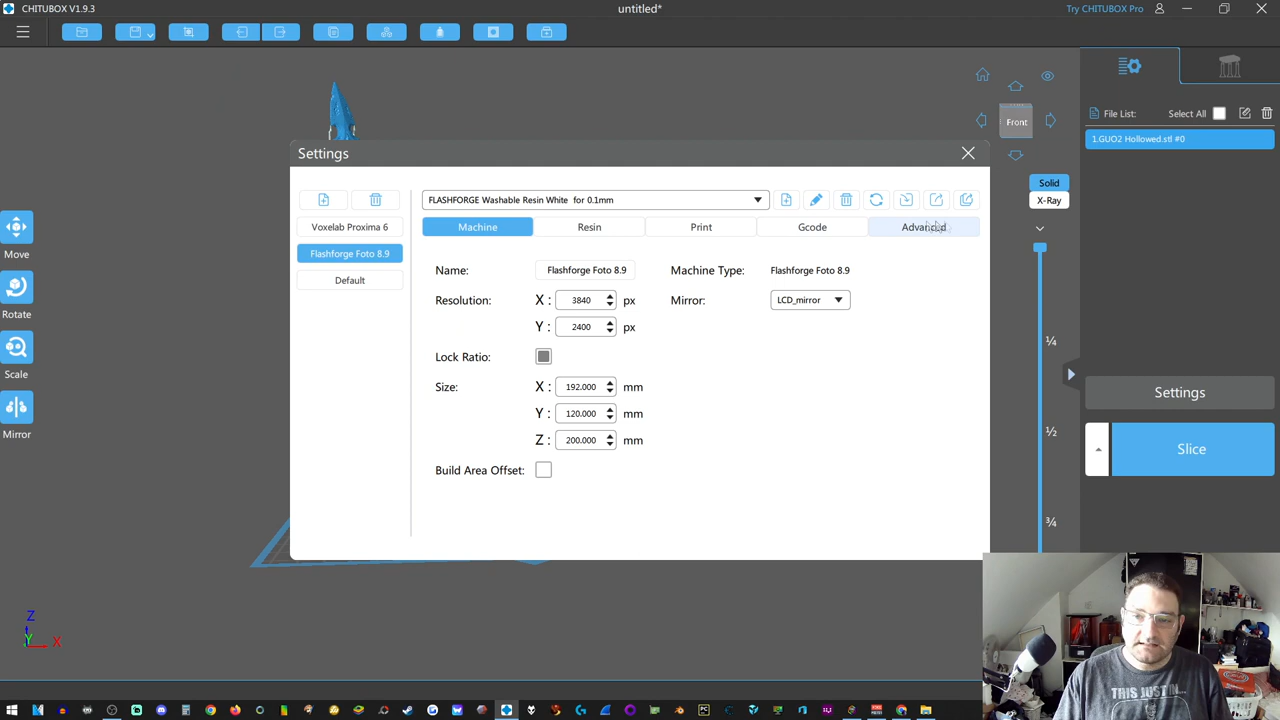 CHITUBOX V1.9.3
untitled*
Try CHITUBOX Pro
File List:
Select All
1.GUO2 Hollowed.stl #0
Front
Solid
X-Ray
Move
Rotate
Scale
Mirror
Settings
FLASHFORGE Washable Resin White for 0.1mm
Voxelab Proxima 6
Flashforge Foto 8.9
Default
Machine
Resin
Print
Gcode
Advanced
Name:
Flashforge Foto 8.9
Machine Type:
Flashforge Foto 8.9
Resolution:
X :
3840
px
Mirror:
LCD_mirror
Y :
2400
px
Lock Ratio:
Size:
X :
192.000
mm
Y :
120.000
mm
Z :
200.000
mm
Build Area Offset:
¼
½
¾
Settings
Slice
Z
Y
X
THIS JUST IN...